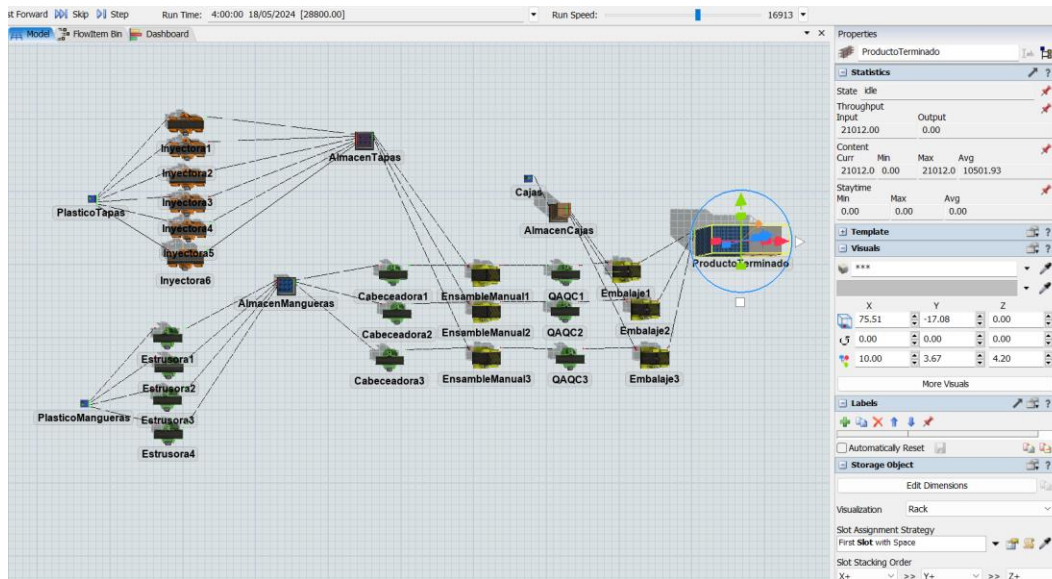 st Forward Skip Step Run Time: 4:00:00 18/05/2024 [28800.00] Run Speed: 16913
Model FlowItem Bin Dashboard
Inyectora1
Inyectora2
Inyectora3
Inyectora4
Inyectora5
Inyectora6
PlasticoTapas
AlmacenTapas
Cajas
AlmacenCajas
ProductoTerminado
AlmacenMangueras
Cabeceadora1 EnsambleManual1 QAQC1 Embalaje1
Cabeceadora2 EnsambleManual2 QAQC2 Embalaje2
Cabeceadora3 EnsambleManual3 QAQC3 Embalaje3
Estrusora1
Estrusora2
PlasticoMangueras Estrusora3
Estrusora4
Properties
ProductoTerminado
Statistics
State idle
Throughput
Input Output
21012.00 0.00
Content
Curr Min Max Avg
21012.0 0.00 21012.0 10501.93
Staytime
Min Max Avg
0.00 0.00 0.00
Template
Visuals
***
X Y Z
75.51 -17.08 0.00
0.00 0.00 0.00
10.00 3.67 4.20
More Visuals
Labels
Automatically Reset
Storage Object
Edit Dimensions
Visualization Rack
Slot Assignment Strategy
First Slot with Space
Slot Stacking Order
X+ >> Y+ >> Z+